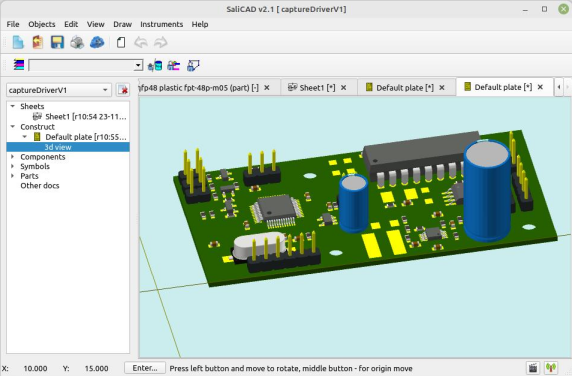 SaliCAD v2.1 [ captureDriverV1]
File Objects Edit View Draw Instruments Help
captureDriverV1
fp48 plastic fpt-48p-m05 (part) [-] × Sheet1 [*] × Default plate [*] × Default plate [*] ×
Sheets
Sheet1 [r10:54 23-11...
Construct
Default plate [r10:55...
3d view
Components
Symbols
Parts
Other docs
X: 10.000 Y: 15.000 Enter... Press left button and move to rotate, middle button - for origin move